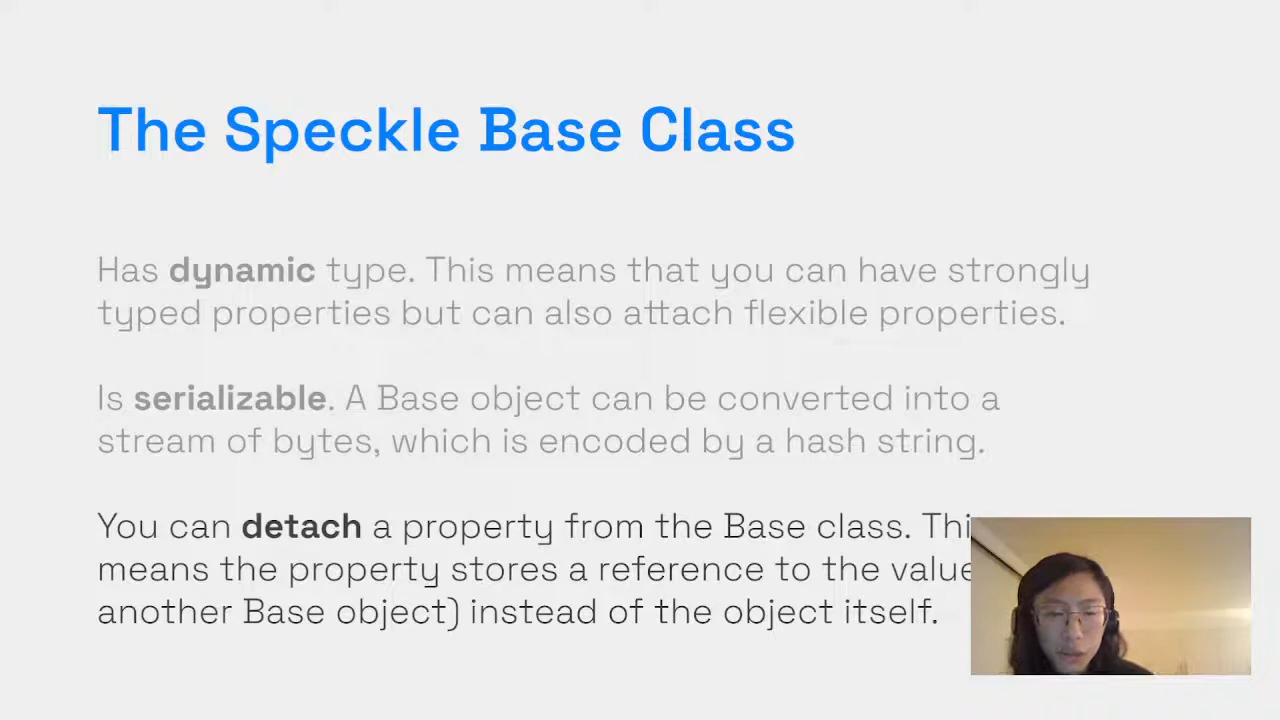 The Speckle Base Class
Has dynamic type. This means that you can have strongly
typed properties but can also attach flexible properties.
Is serializable. A Base object can be converted into a
stream of bytes, which is encoded by a hash string.
You can detach a property from the Base class.
means the property stores a reference to the value
another Base object) instead of the object itself.